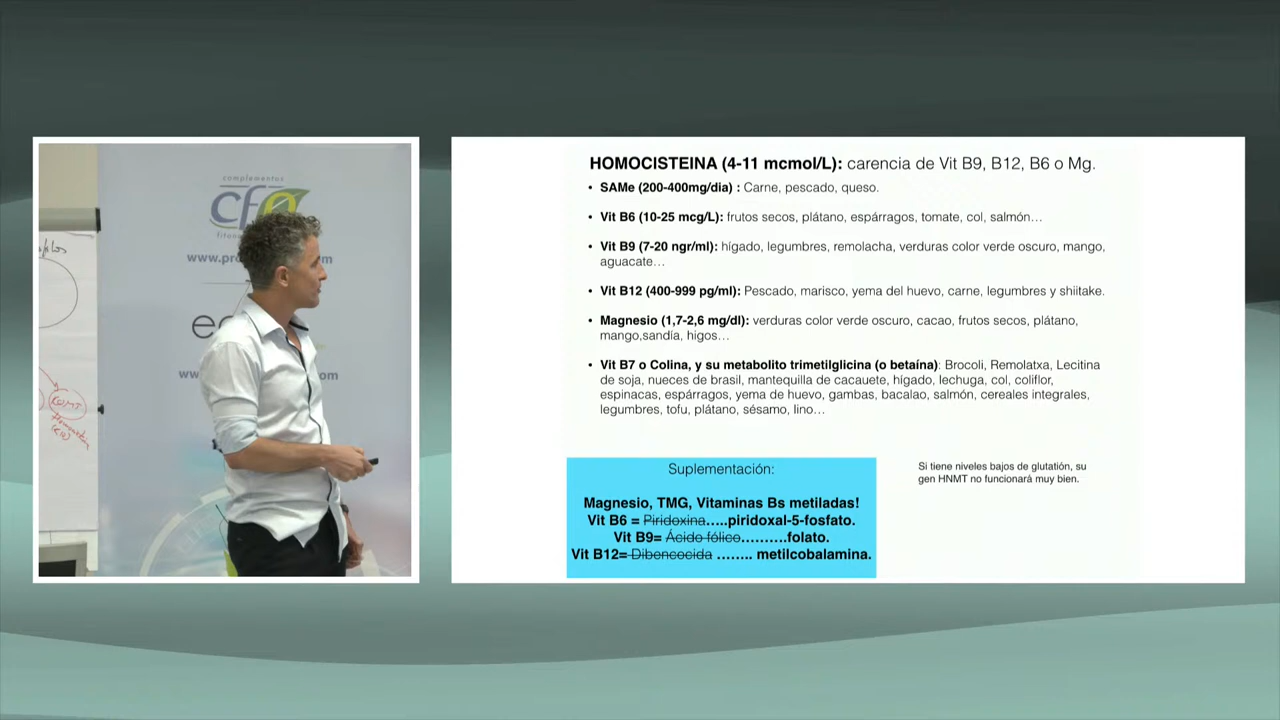 complementos
cfø
www.pro
m
ww
om
COMT
HOMOCISTEINA (4-11 mcmol/L): carencia de Vit B9, B12, B6 o Mg.
• SAMe (200-400mg/dia) : Carne, pescado, queso.
• Vit B6 (10-25 mcg/L): frutos secos, plátano, espárragos, tomate, col, salmón…
• Vit B9 (7-20 ngr/ml): hígado, legumbres, remolacha, verduras color verde oscuro, mango,
aguacate…
• Vit B12 (400-999 pg/ml): Pescado, marisco, yema del huevo, carne, legumbres y shiitake.
• Magnesio (1,7-2,6 mg/dl): verduras color verde oscuro, cacao, frutos secos, plátano,
mango,sandía, higos…
• Vit B7 o Colina, y su metabolito trimetilglicina (o betaína): Brocoli, Remolatxa, Lecitina
de soja, nueces de brasil, mantequilla de cacauete, hígado, lechuga, col, coliflor,
espinacas, espárragos, yema de huevo, gambas, bacalao, salmón, cereales integrales,
legumbres, tofu, plátano, sésamo, lino…
Suplementación:
Magnesio, TMG, Vitaminas Bs metiladas!
Vit B6 = Piridoxina…..piridoxal-5-fosfato.
Vit B9= Ácido fólico……….folato.
Vit B12= Dibencocida …….. metilcobalamina.
Si tiene niveles bajos de glutatión, su
gen HNMT no funcionará muy bien.